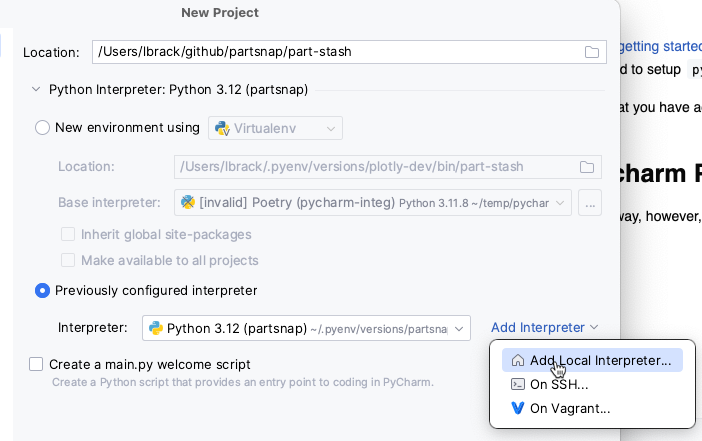 New Project
Location: /Users/lbrack/github/partsnap/part-stash
getting started
Python Interpreter: Python 3.12 (partsnap)
d to setup py
New environment using Virtualenv
at you have a
Location: /Users/lbrack/.pyenv/versions/plotly-dev/bin/part-stash
charm P
Base interpreter: [invalid] Poetry (pycharm-integ) Python 3.11.8 ~/temp/pychar ...
way, however,
Inherit global site-packages
Make available to all projects
Previously configured interpreter
Interpreter: Python 3.12 (partsnap) ~/.pyenv/versions/partsna Add Interpreter
Create a main.py welcome script
Add Local Interpreter...
Create a Python script that provides an entry point to coding in PyCharm.
On SSH...
On Vagrant...